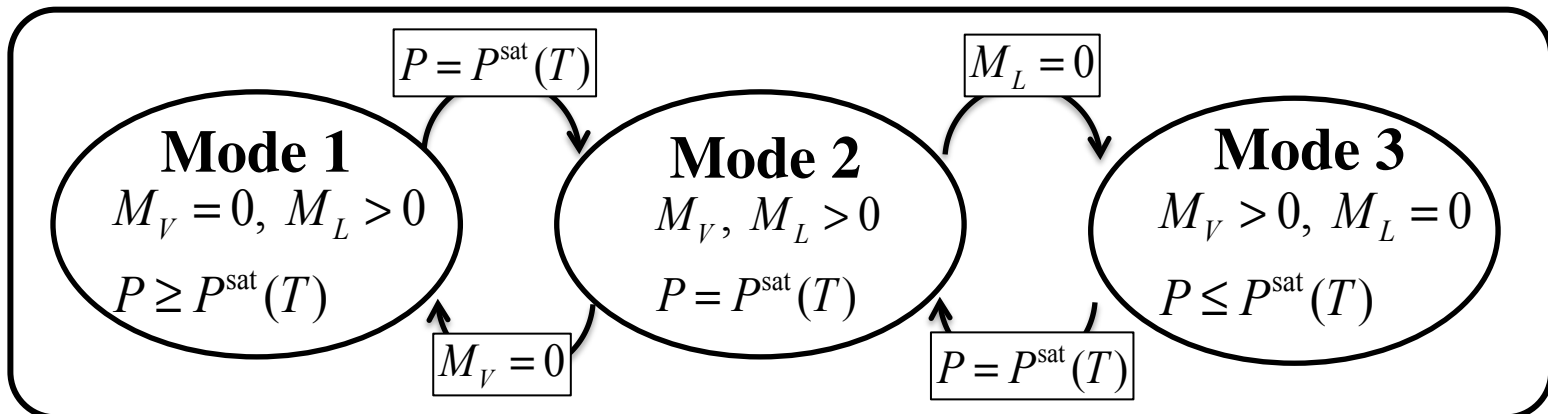 P = P^sat(T)
M_L = 0
Mode 1
M_V = 0, M_L > 0
P ≥ P^sat(T)
Mode 2
M_V, M_L > 0
P = P^sat(T)
Mode 3
M_V > 0, M_L = 0
P ≤ P^sat(T)
M_V = 0
P = P^sat(T)